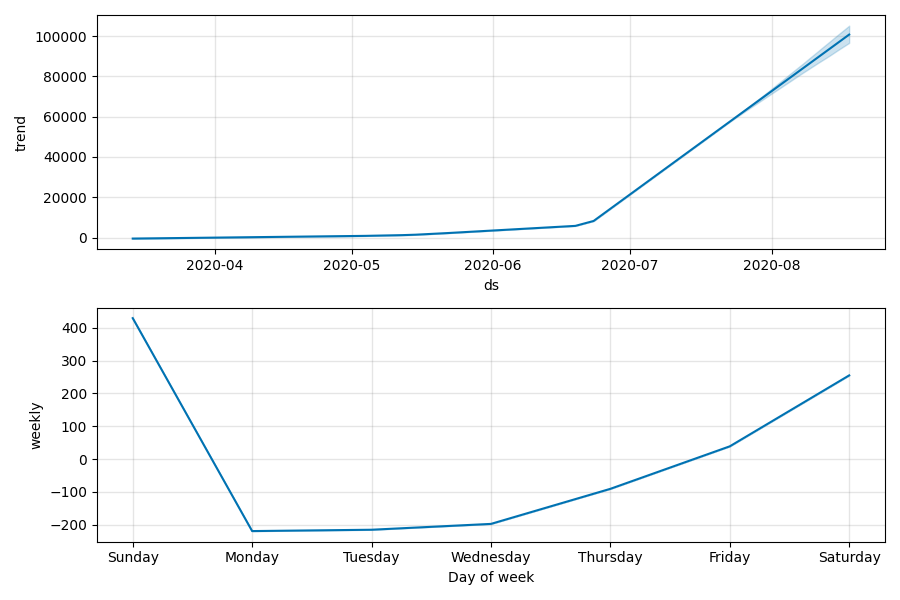 100000
80000
60000
40000
20000
0
trend
2020-04 2020-05 2020-06 2020-07 2020-08
ds
400
300
200
100
0
−100
−200
weekly
Sunday Monday Tuesday Wednesday Thursday Friday Saturday
Day of week